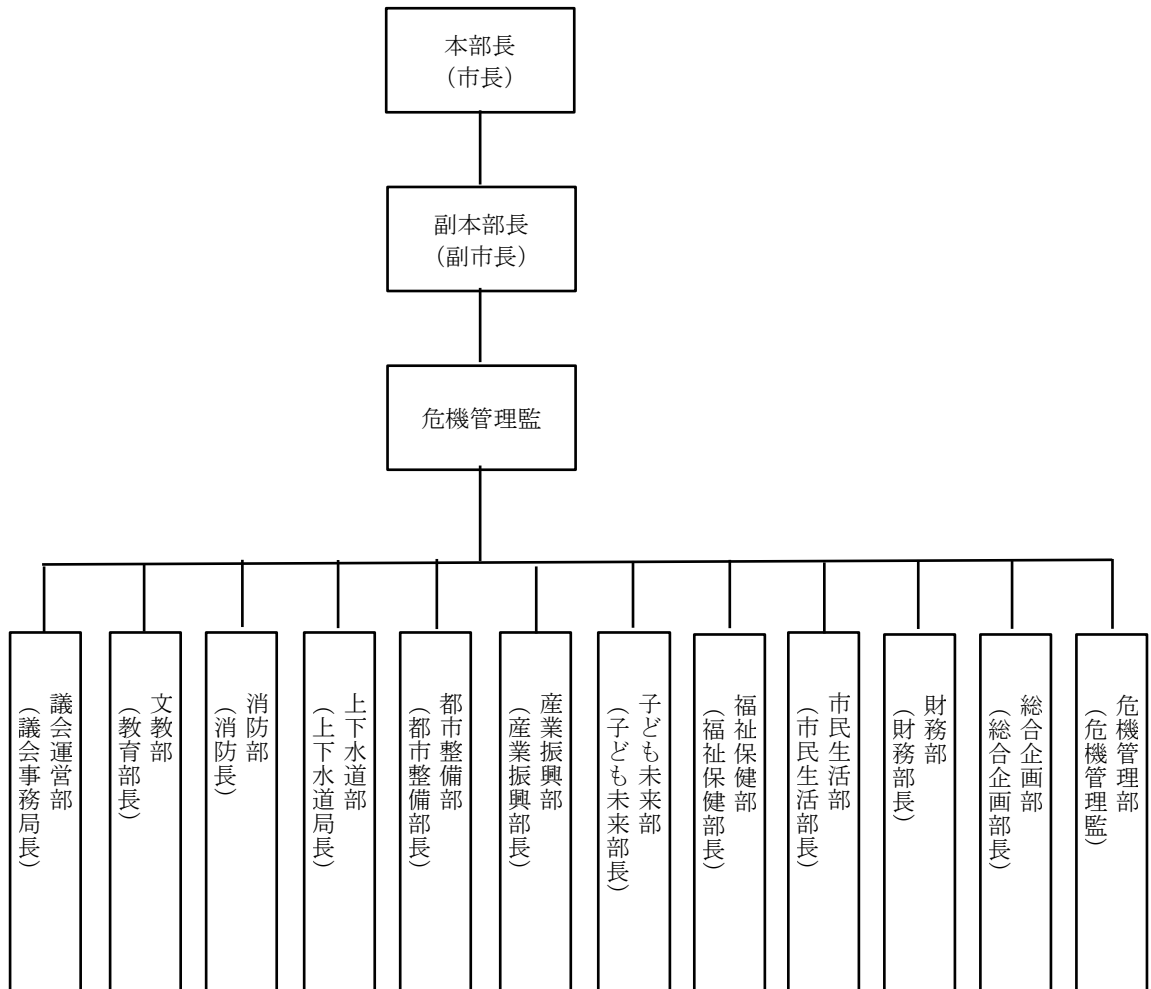 本部長
（市長）
副本部長
（副市長）
危機管理監
危機管理部
（危機管理監）
総合企画部
（総合企画部長）
財務部
（財務部長）
市民生活部
（市民生活部長）
福祉保健部
（福祉保健部長）
子ども未来部
（子ども未来部長）
産業振興部
（産業振興部長）
都市整備部
（都市整備部長）
上下水道部
（上下水道局長）
消防部
（消防長）
文教部
（教育部長）
議会運営部
（議会事務局長）